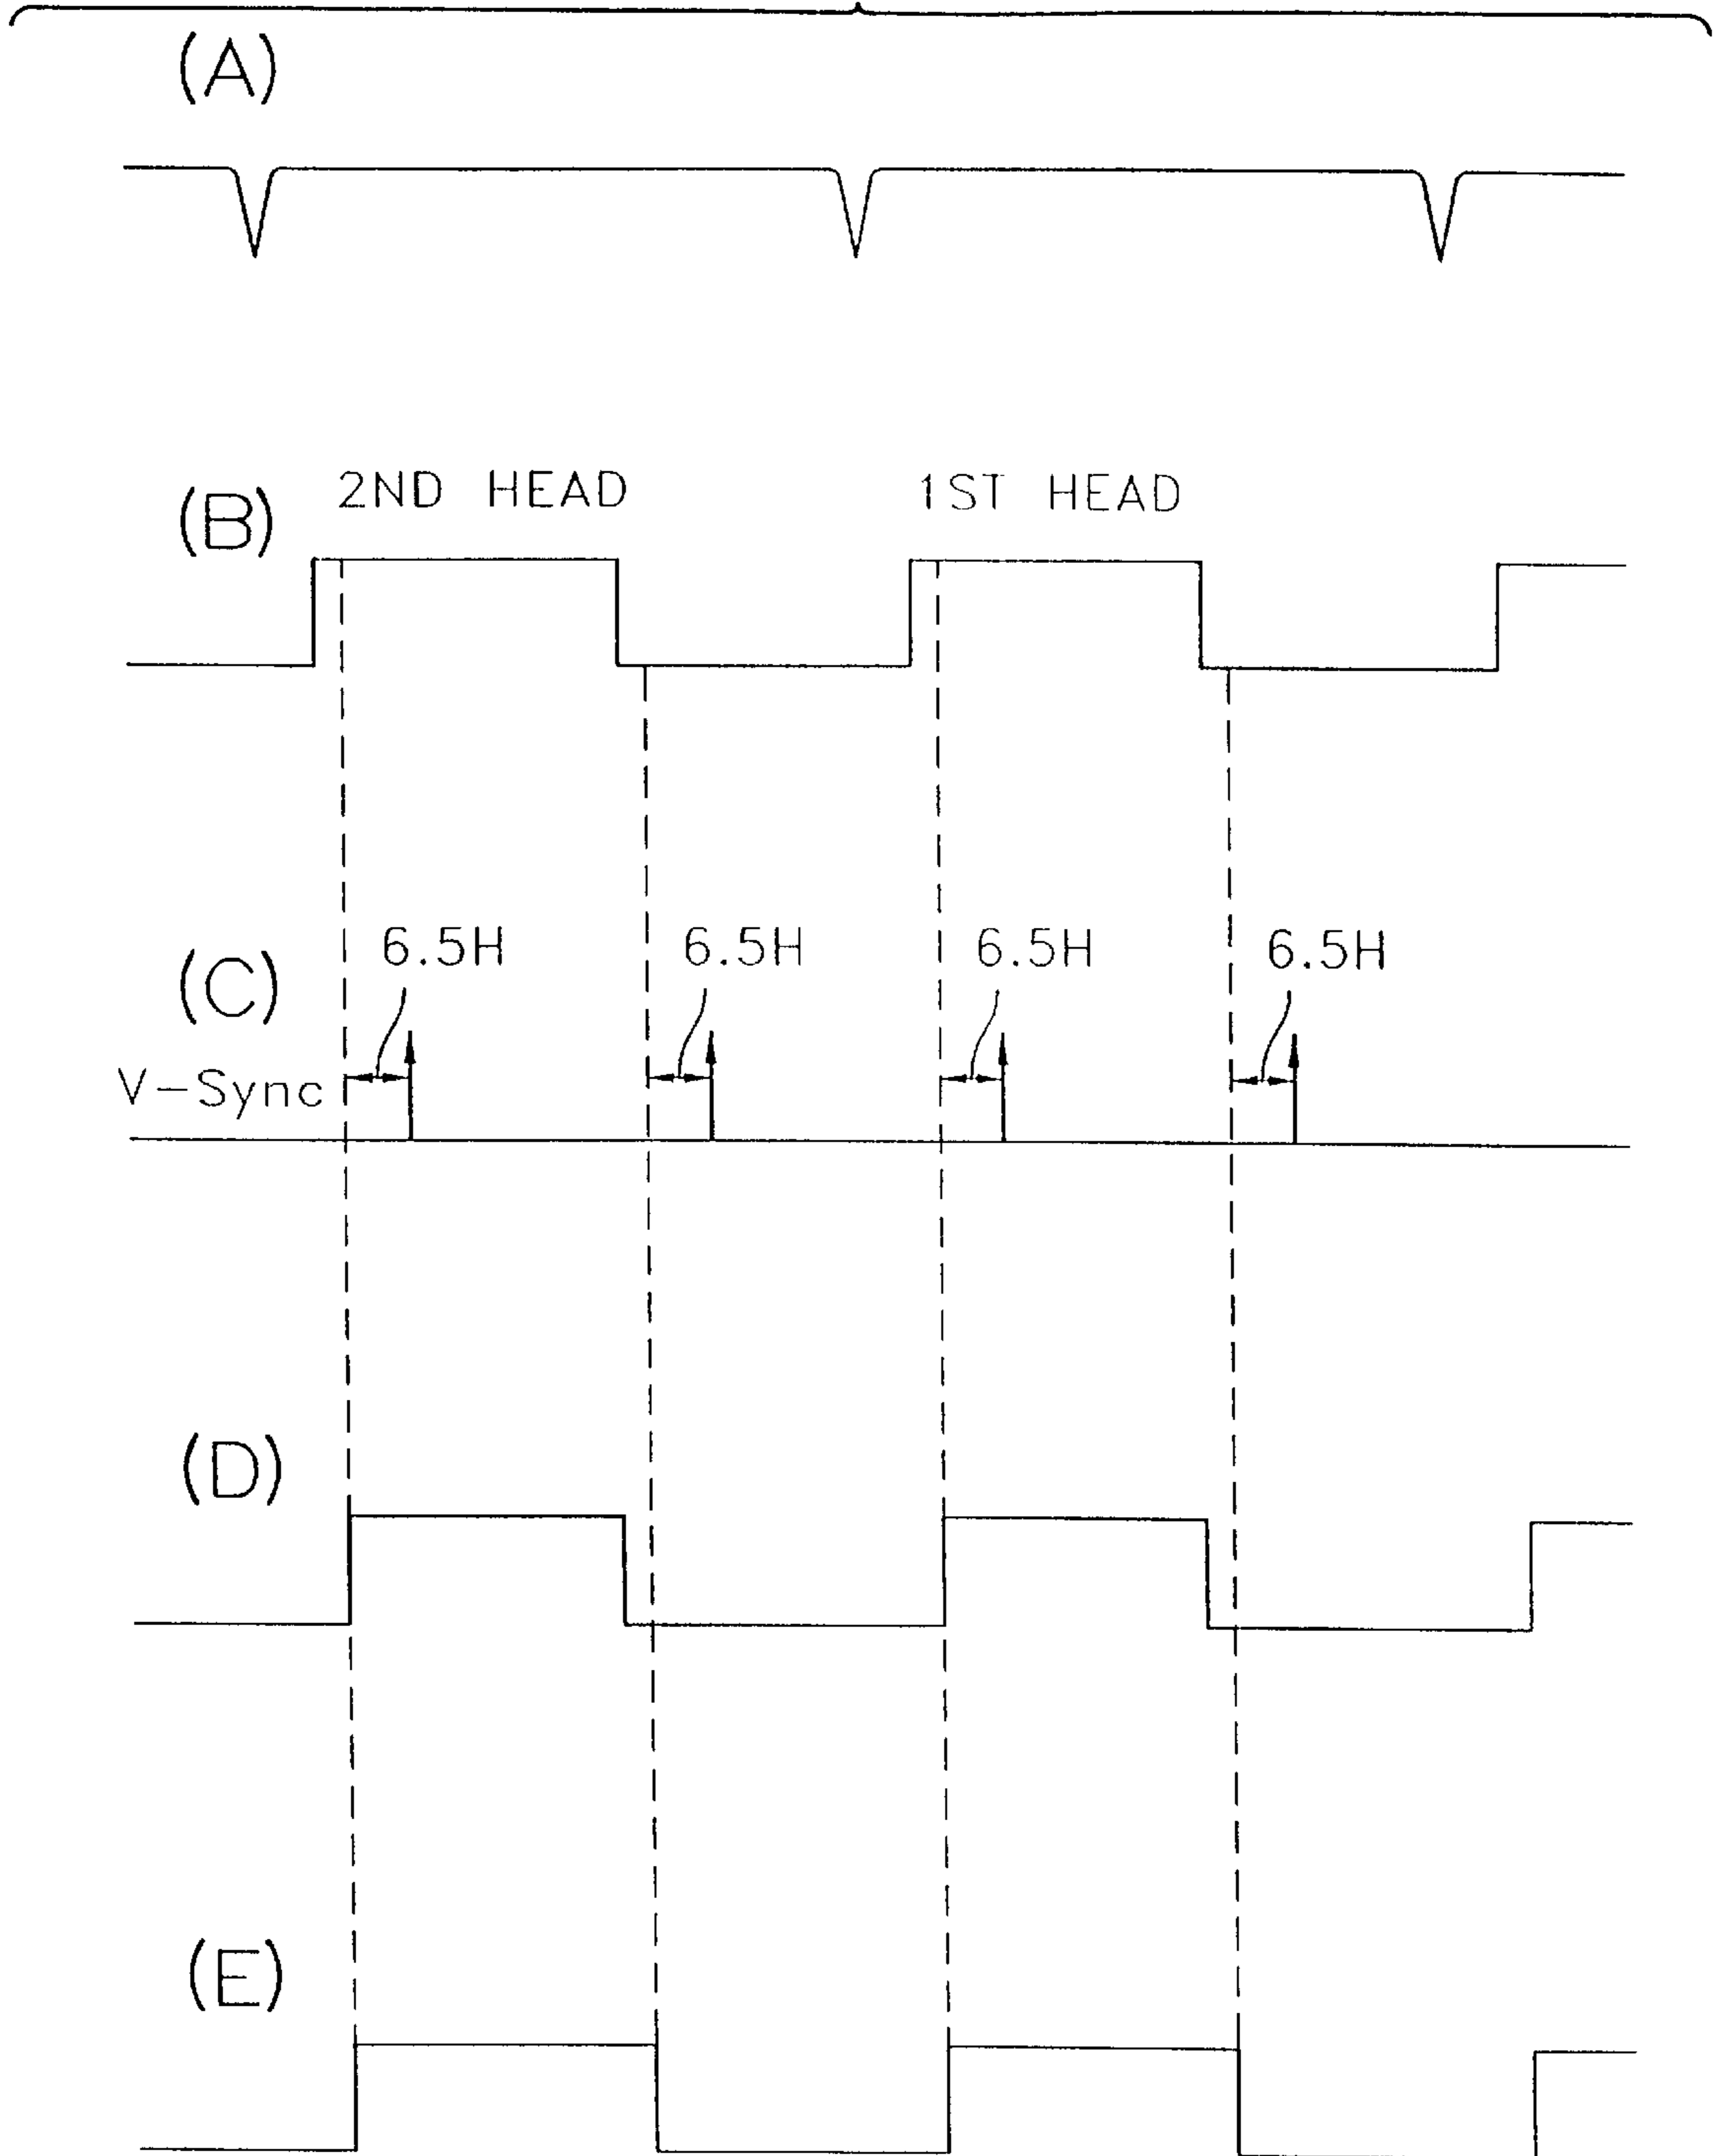 (A)
(B)
2ND HEAD
1ST HEAD
(C)
6.5H
6.5H
6.5H
6.5H
V-Sync
(D)
(E)